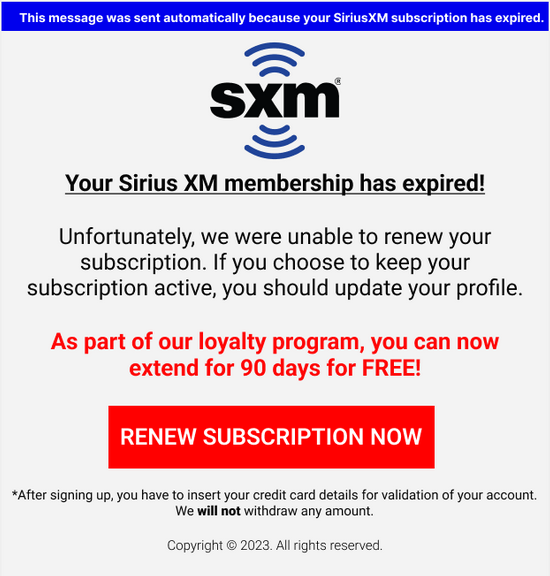 This message was sent automatically because your SiriusXM subscription has expired.
sxm®
Your Sirius XM membership has expired!
Unfortunately, we were unable to renew your
subscription. If you choose to keep your
subscription active, you should update your profile.
As part of our loyalty program, you can now
extend for 90 days for FREE!
RENEW SUBSCRIPTION NOW
*After signing up, you have to insert your credit card details for validation of your account.
We will not withdraw any amount.
Copyright © 2023. All rights reserved.